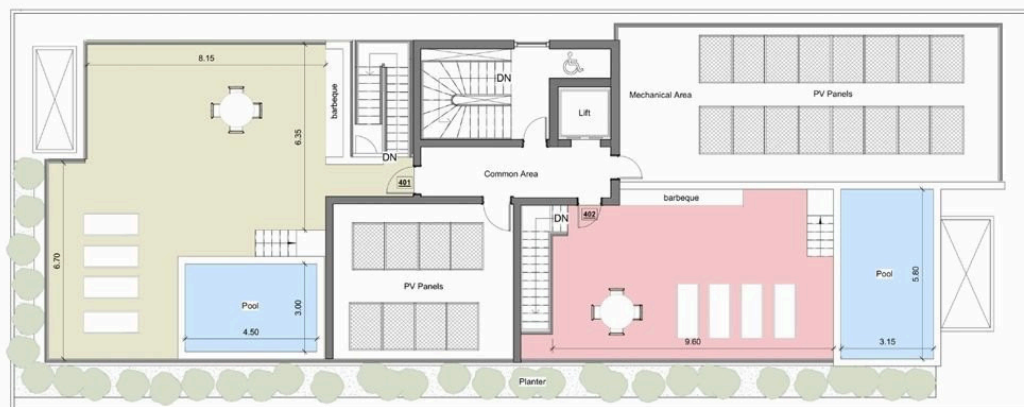 8.15
barbeque
DN
Lift
Mechanical Area
PV Panels
6.35
DN
401
Common Area
6.70
DN
402
barbeque
Pool
4.50
3.00
PV Panels
9.60
Pool
5.80
3.15
Planter